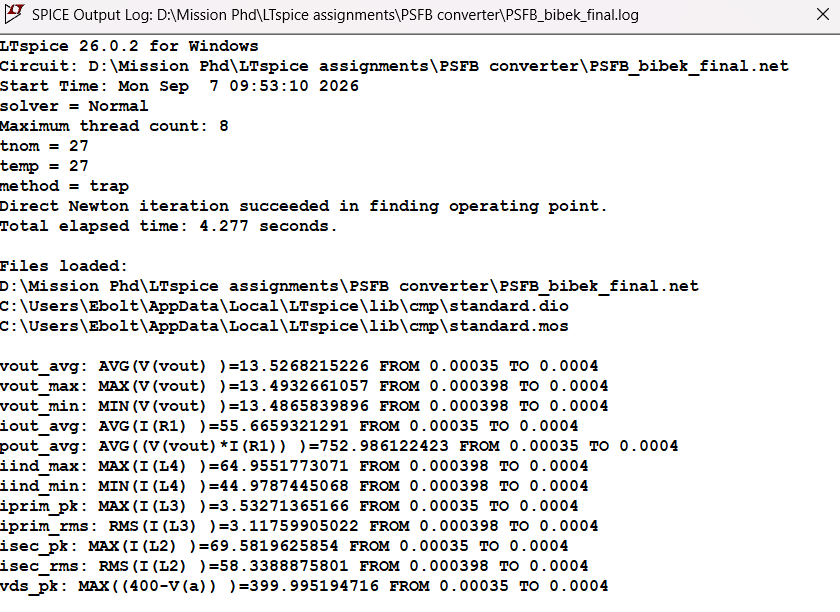 SPICE Output Log: D:\Mission Phd\LTspice assignments\PSFB converter\PSFB_bibek_final.log
LTspice 26.0.2 for Windows
Circuit: D:\Mission Phd\LTspice assignments\PSFB converter\PSFB_bibek_final.net
Start Time: Mon Sep  7 09:53:10 2026
solver = Normal
Maximum thread count: 8
tnom = 27
temp = 27
method = trap
Direct Newton iteration succeeded in finding operating point.
Total elapsed time: 4.277 seconds.

Files loaded:
D:\Mission Phd\LTspice assignments\PSFB converter\PSFB_bibek_final.net
C:\Users\Ebolt\AppData\Local\LTspice\lib\cmp\standard.dio
C:\Users\Ebolt\AppData\Local\LTspice\lib\cmp\standard.mos

vout_avg: AVG(V(vout) )=13.5268215226 FROM 0.00035 TO 0.0004
vout_max: MAX(V(vout) )=13.4932661057 FROM 0.000398 TO 0.0004
vout_min: MIN(V(vout) )=13.4865839896 FROM 0.000398 TO 0.0004
iout_avg: AVG(I(R1) )=55.6659321291 FROM 0.00035 TO 0.0004
pout_avg: AVG((V(vout)*I(R1)) )=752.986122423 FROM 0.00035 TO 0.0004
iind_max: MAX(I(L4) )=64.9551773071 FROM 0.000398 TO 0.0004
iind_min: MIN(I(L4) )=44.9787445068 FROM 0.000398 TO 0.0004
iprim_pk: MAX(I(L3) )=3.53271365166 FROM 0.00035 TO 0.0004
iprim_rms: RMS(I(L3) )=3.11759905022 FROM 0.000398 TO 0.0004
isec_pk: MAX(I(L2) )=69.5819625854 FROM 0.00035 TO 0.0004
isec_rms: RMS(I(L2) )=58.3388875801 FROM 0.000398 TO 0.0004
vds_pk: MAX((400-V(a)) )=399.995194716 FROM 0.00035 TO 0.0004